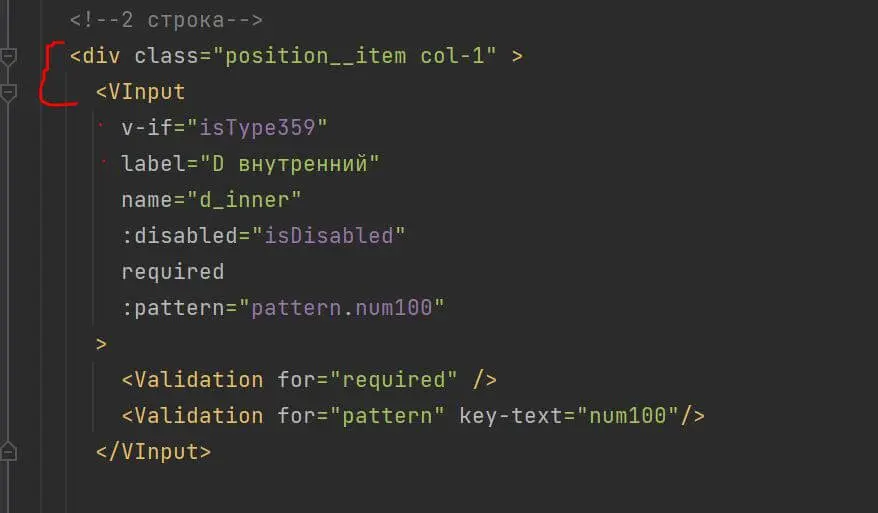 <!--2 строка-->
<div class="position__item col-1" >
<VInput
v-if="isType359"
label="D внутренний"
name="d_inner"
:disabled="isDisabled"
required
:pattern="pattern.num100"
>
<Validation for="required" />
<Validation for="pattern" key-text="num100"/>
</VInput>